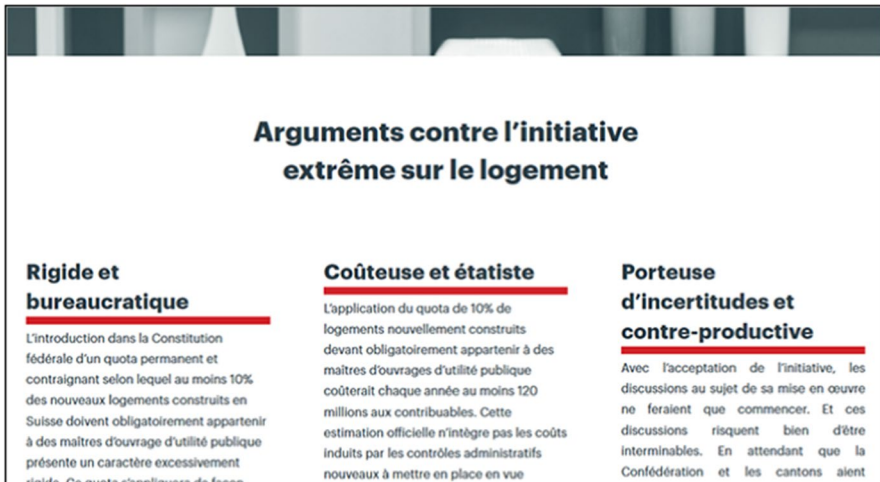 Arguments contre l'initiative
extrême sur le logement
Rigide et
bureaucratique
L'introduction dans la Constitution
fédérale d'un quota permanent et
contraignant selon lequel au moins 10%
des nouveaux logements construits en
Suisse doivent obligatoirement appartenir
à des maîtres d'ouvrage d'utilité publique
présente un caractère excessivement
rigide. Ce quota s'appliquera de façon
Coûteuse et étatiste
L'application du quota de 10% de
logements nouvellement construits
devant obligatoirement appartenir à des
maîtres d'ouvrages d'utilité publique
coûterait chaque année au moins 120
millions aux contribuables. Cette
estimation officielle n'intègre pas les coûts
induits par les contrôles administratifs
nouveaux à mettre en place en vue
Porteuse
d'incertitudes et
contre-productive
Avec l'acceptation de l'initiative, les
discussions au sujet de sa mise en œuvre
ne feraient que commencer. Et ces
discussions risquent bien d'être
interminables. En attendant que la
Confédération et les cantons aient